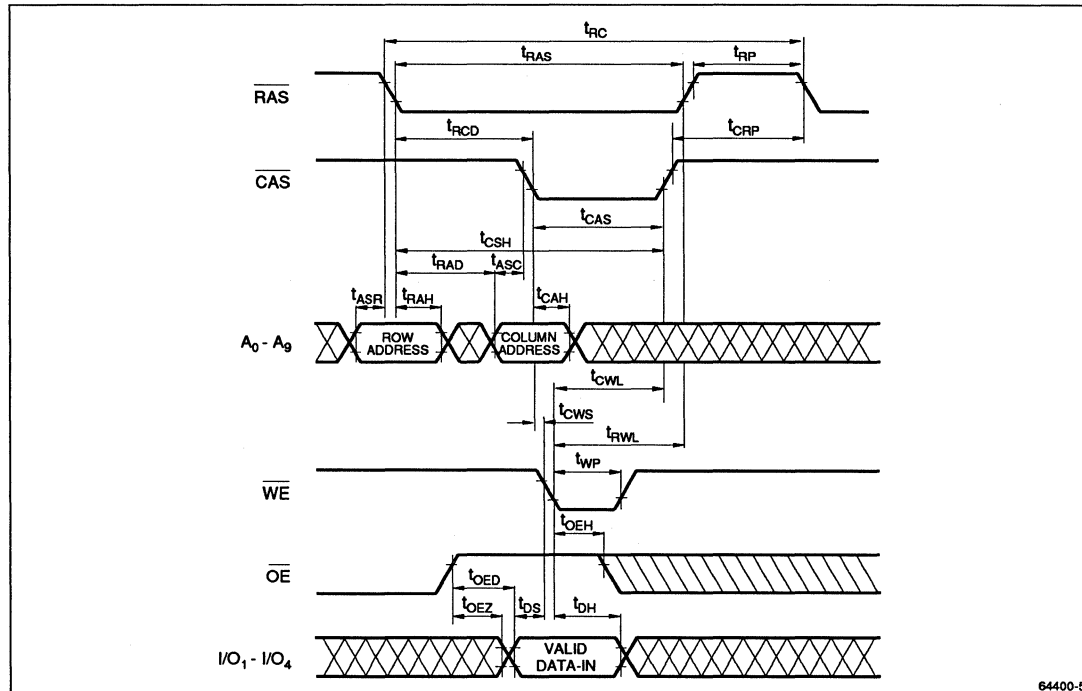 tRC
tRAS
tRP
RAS
tRCD
tCRP
CAS
tCAS
tCSH
tRAD
tASC
tASR
tRAH
tCAH
A0 - A9
ROW
ADDRESS
COLUMN
ADDRESS
tCWL
tCWS
tRWL
WE
tWP
tOEH
OE
tOED
tOEZ
tDS
tDH
I/O1 - I/O4
VALID
DATA-IN
64400-5